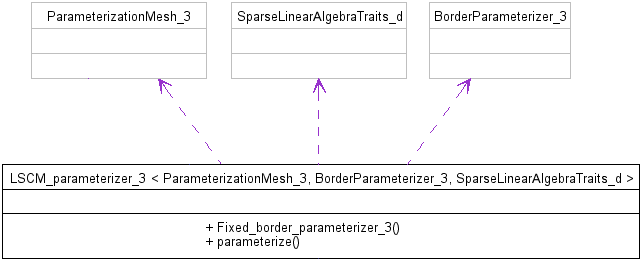 ParameterizationMesh_3
SparseLinearAlgebraTraits_d
BorderParameterizer_3
LSCM_parameterizer_3 < ParameterizationMesh_3, BorderParameterizer_3, SparseLinearAlgebraTraits_d >
+ Fixed_border_parameterizer_3()
+ parameterize()